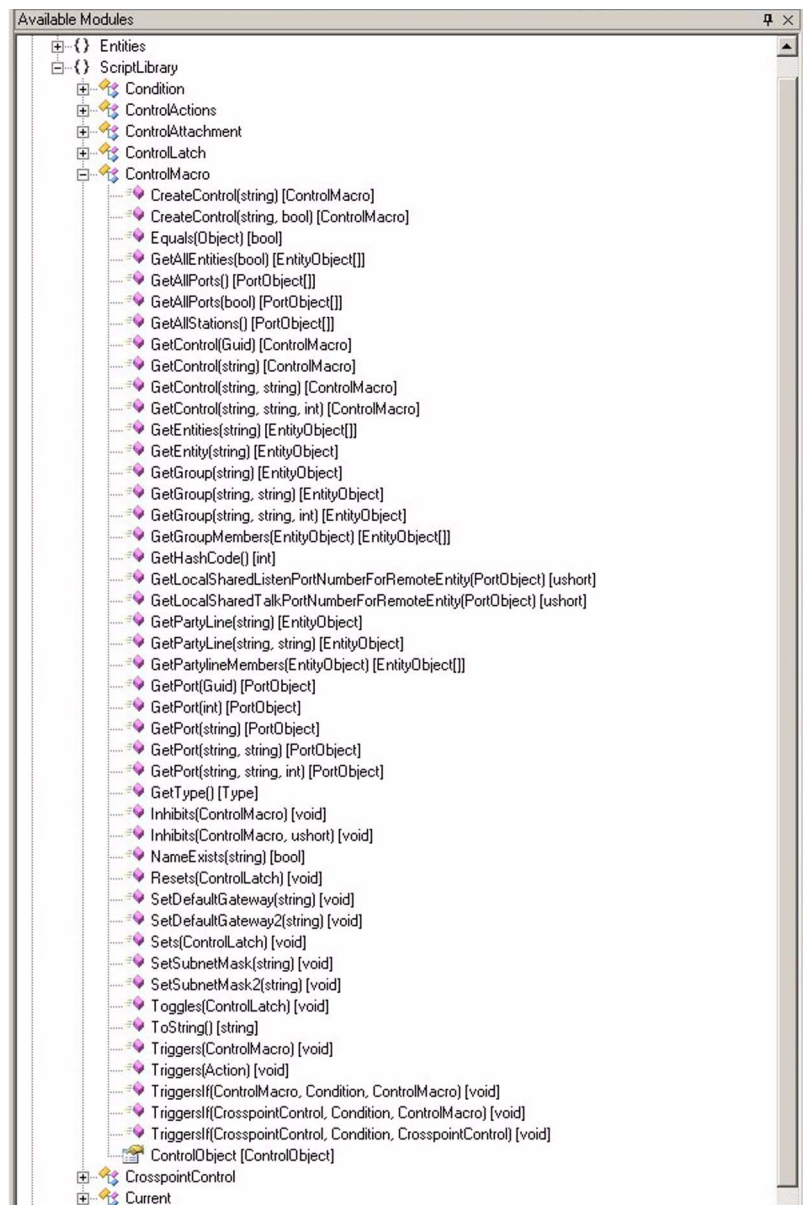 Available Modules
{} Entities
{} ScriptLibrary
Condition
ControlActions
ControlAttachment
ControlLatch
ControlMacro
CreateControl(string) [ControlMacro]
CreateControl(string, bool) [ControlMacro]
Equals(Object) [bool]
GetAllEntities(bool) [EntityObject[]]
GetAllPorts() [PortObject[]]
GetAllPorts(bool) [PortObject[]]
GetAllStations() [PortObject[]]
GetControl(Guid) [ControlMacro]
GetControl(string) [ControlMacro]
GetControl(string, string) [ControlMacro]
GetControl(string, string, int) [ControlMacro]
GetEntities(string) [EntityObject[]]
GetEntity(string) [EntityObject]
GetGroup(string) [EntityObject]
GetGroup(string, string) [EntityObject]
GetGroup(string, string, int) [EntityObject]
GetGroupMembers(EntityObject) [EntityObject[]]
GetHashCode() [int]
GetLocalSharedListenPortNumberForRemoteEntity(PortObject) [ushort]
GetLocalSharedTalkPortNumberForRemoteEntity(PortObject) [ushort]
GetPartyLine(string) [EntityObject]
GetPartyLine(string, string) [EntityObject]
GetPartylineMembers(EntityObject) [EntityObject[]]
GetPort(Guid) [PortObject]
GetPort(int) [PortObject]
GetPort(string) [PortObject]
GetPort(string, string) [PortObject]
GetPort(string, string, int) [PortObject]
GetType() [Type]
Inhibits(ControlMacro) [void]
Inhibits(ControlMacro, ushort) [void]
NameExists(string) [bool]
Resets(ControlLatch) [void]
SetDefaultGateway(string) [void]
SetDefaultGateway2(string) [void]
Sets(ControlLatch) [void]
SetSubnetMask(string) [void]
SetSubnetMask2(string) [void]
Toggles(ControlLatch) [void]
ToString() [string]
Triggers(ControlMacro) [void]
Triggers(Action) [void]
TriggersIf(ControlMacro, Condition, ControlMacro) [void]
TriggersIf(CrosspointControl, Condition, ControlMacro) [void]
TriggersIf(CrosspointControl, Condition, CrosspointControl) [void]
ControlObject [ControlObject]
CrosspointControl
Current